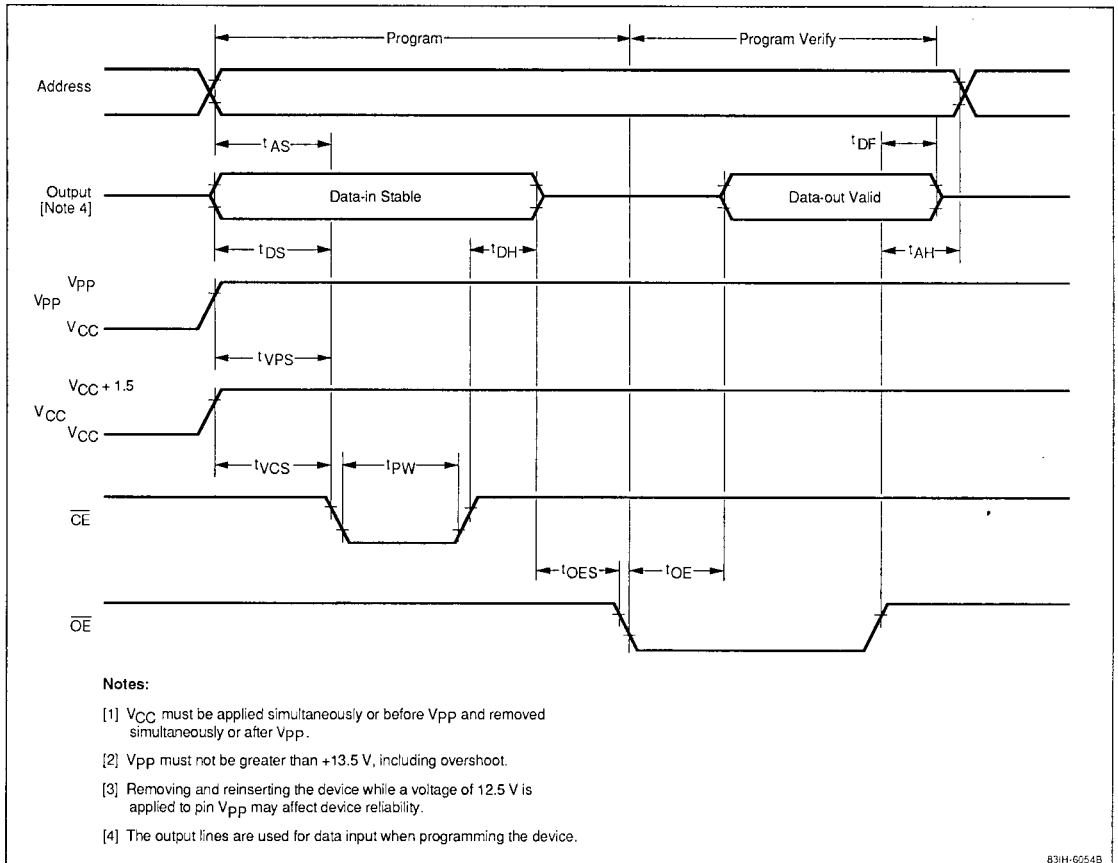 Program
Program Verify
Address
tAS
tDF
Output
[Note 4]
Data-in Stable
Data-out Valid
tDS
tDH
tAH
VPP
VPP
VCC
tVPS
VCC + 1.5
VCC
VCC
tVCS
tPW
CE
tOES
tOE
OE
Notes:
[1] VCC must be applied simultaneously or before VPP and removed
simultaneously or after VPP.
[2] VPP must not be greater than +13.5 V, including overshoot.
[3] Removing and reinserting the device while a voltage of 12.5 V is
applied to pin VPP may affect device reliability.
[4] The output lines are used for data input when programming the device.
83IH-6054B